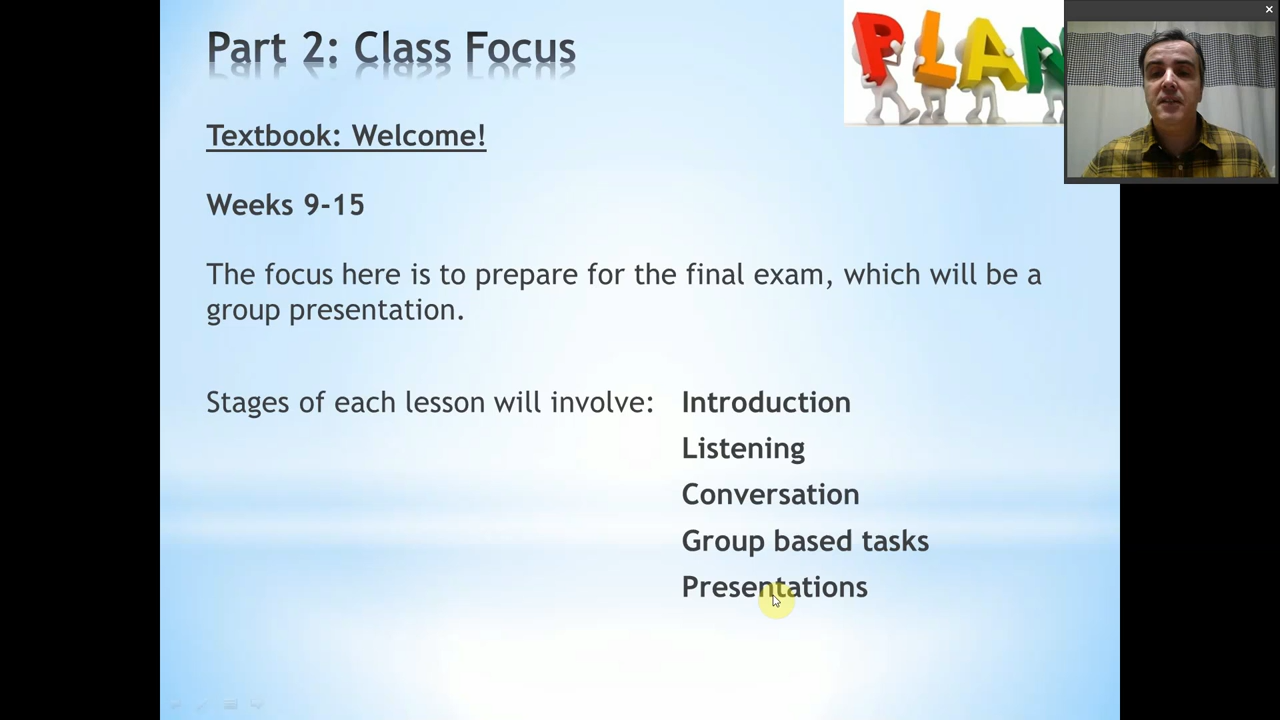 Part 2: Class Focus
PLAN
Textbook: Welcome!
Weeks 9-15
The focus here is to prepare for the final exam, which will be a
group presentation.
Stages of each lesson will involve: Introduction
Listening
Conversation
Group based tasks
Presentations